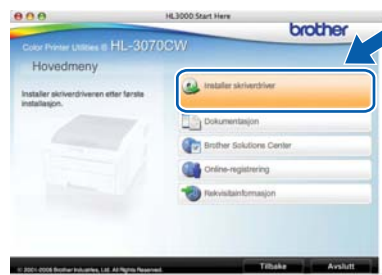 HL3000 Start Here
brother
Color Printer Utilities HL-3070CW
Hovedmeny
Installer skriverdriver
Installer skriverdriveren etter første
installasjon.
Dokumentasjon
Brother Solutions Center
Online-registrering
Rekvisitainformasjon
© 2001-2008 Brother Industries, Ltd. All Rights Reserved.
Tilbake
Avslutt